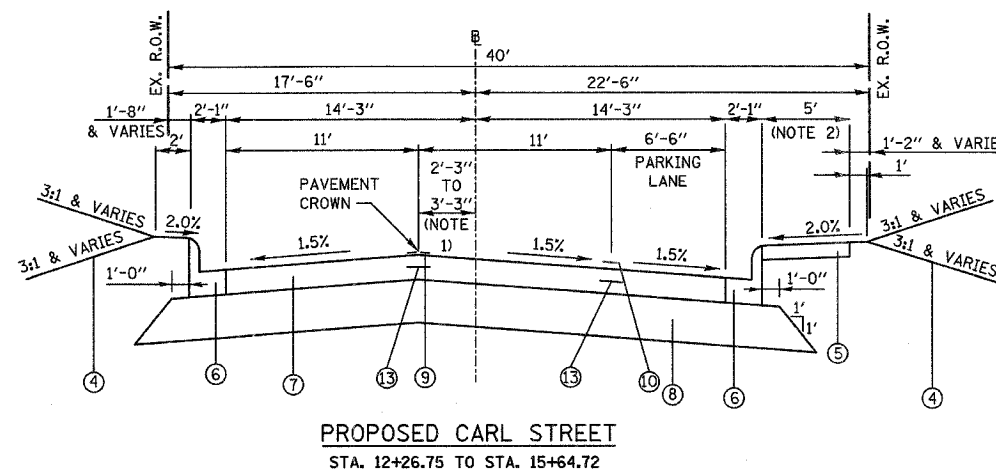 B
EX. R.O.W.
40'
EX. R.O.W.
17'-6" 22'-6"
1'-8" & VARIES
2'-1" 14'-3" 14'-3" 2'-1" 5' (NOTE 2)
2'
11' 11' 6'-6" PARKING LANE
1'-2" & VARIE
1'
PAVEMENT CROWN
2'-3" TO 3'-3" (NOTE 1)
3:1 & VARIES
3:1 & VARIES
2.0%
1.5% 1.5% 1.5%
2.0%
3:1 & VARIES
3:1 & VARIES
1'-0" 1'-0"
1'
1'
4 6 7 13 9 13 10 8 6 5 4
PROPOSED CARL STREET
STA. 12+26.75 TO STA. 15+64.72